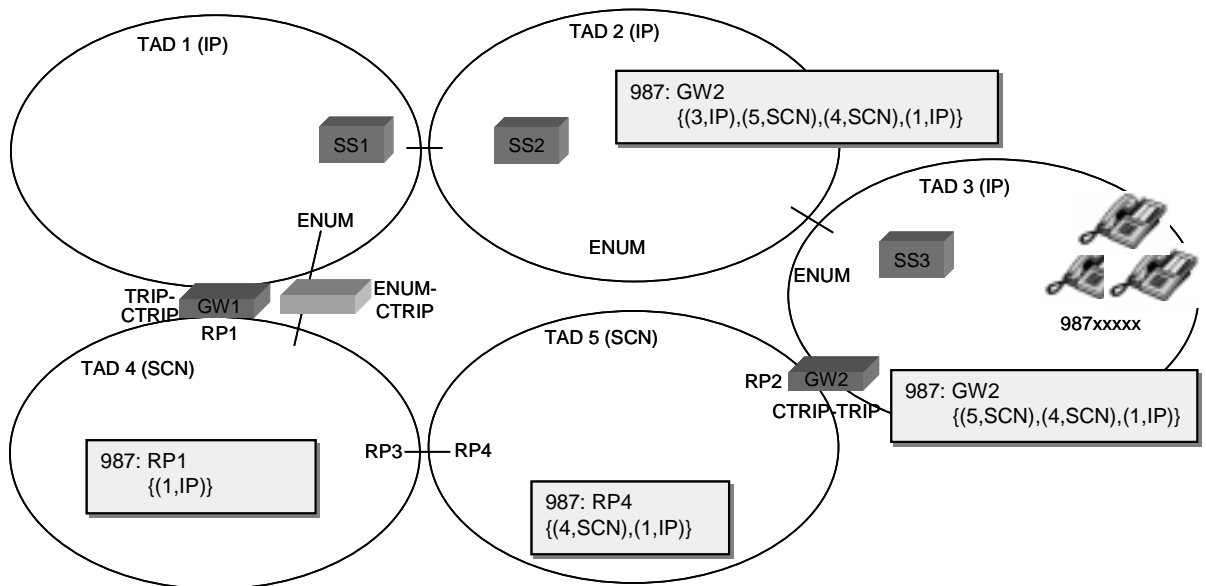 TAD 1 (IP)
SS1
TAD 2 (IP)
SS2
987: GW2
{(3,IP),(5,SCN),(4,SCN),(1,IP)}
TAD 3 (IP)
SS3
987xxxxx
ENUM
ENUM
ENUM
TRIP-
CTRIP
GW1
RP1
ENUM-
CTRIP
TAD 4 (SCN)
987: RP1
{(1,IP)}
RP3
RP4
TAD 5 (SCN)
987: RP4
{(4,SCN),(1,IP)}
RP2
GW2
CTRIP-TRIP
987: GW2
{(5,SCN),(4,SCN),(1,IP)}